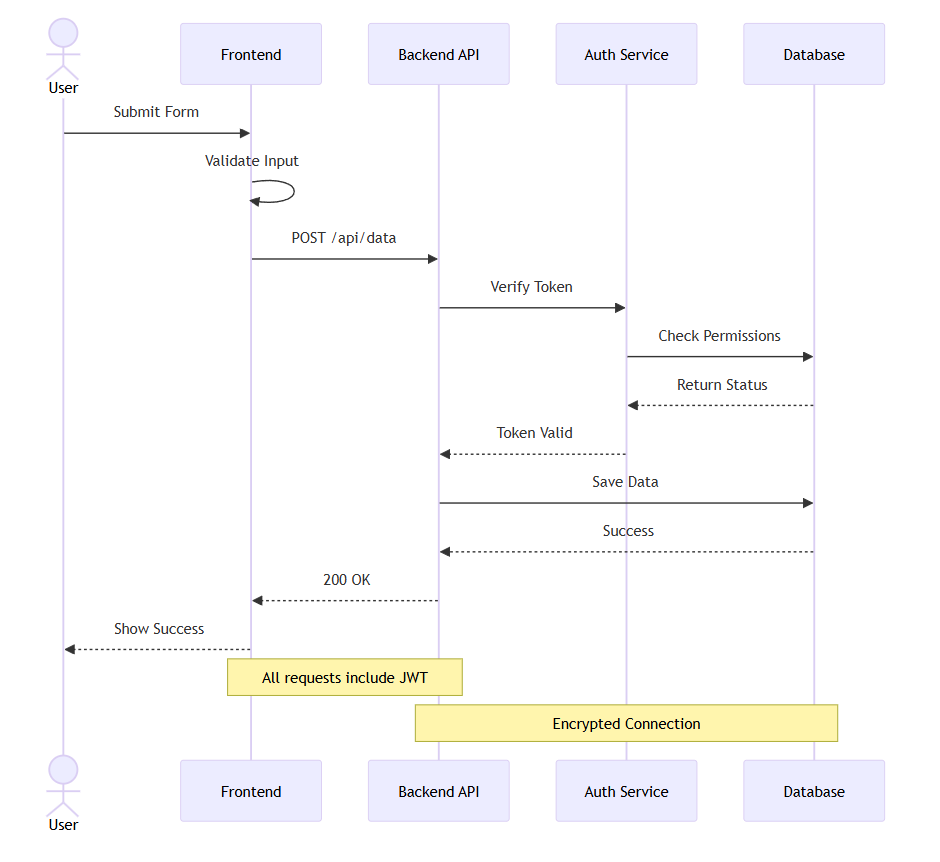 Frontend
Backend API
Auth Service
Database
User
Submit Form
Validate Input
POST /api/data
Verify Token
Check Permissions
Return Status
Token Valid
Save Data
Success
200 OK
Show Success
All requests include JWT
Encrypted Connection
Frontend
Backend API
Auth Service
Database
User